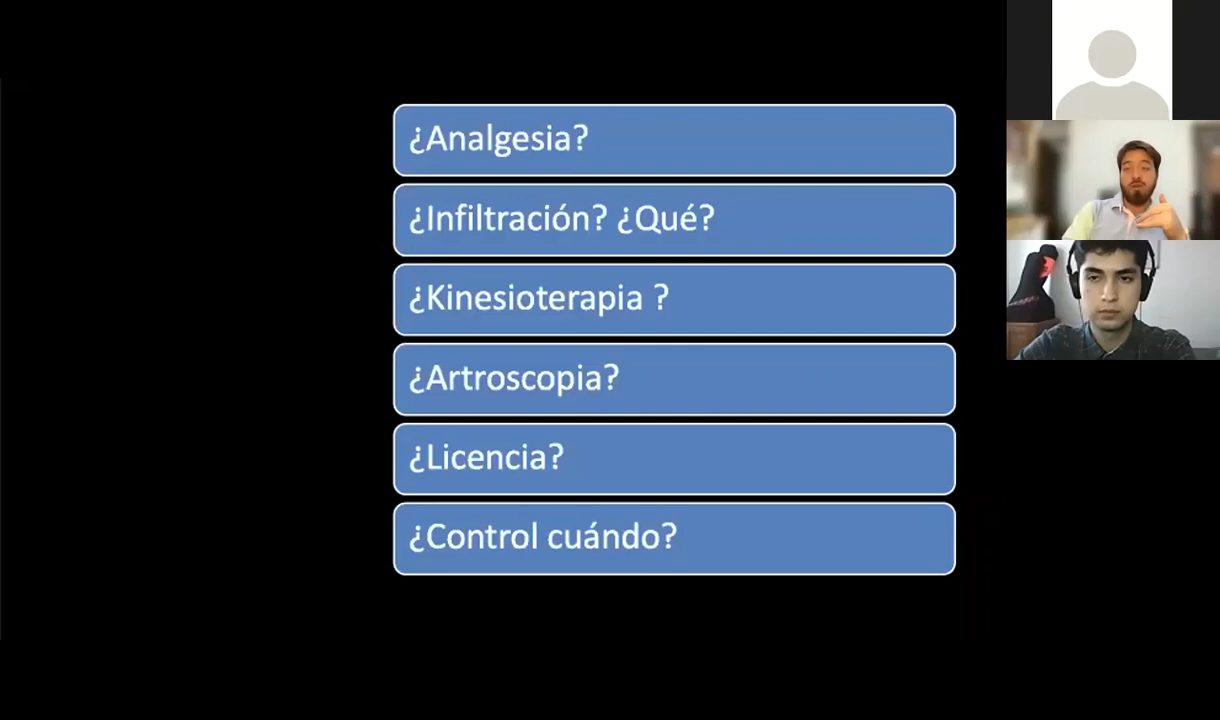 ¿Analgesia?
¿Infiltración? ¿Qué?
¿Kinesioterapia ?
¿Artroscopia?
¿Licencia?
¿Control cuándo?